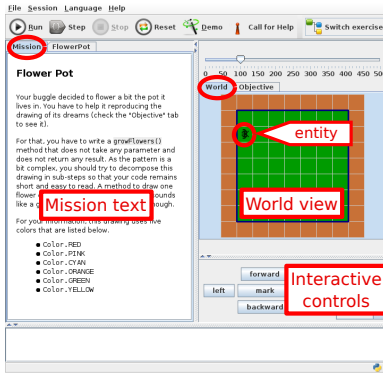 File Session Language Help
Run Step Stop Reset Demo Call for Help Switch exercise
Mission FlowerPot
Flower Pot
Your buggle decided to flower a bit the pot it
lives in. You have to help it reproducing the
drawing of its dreams (check the "Objective" tab
to see it).
For that, you have to write a growFlowers()
method that does not take any parameter and
does not return any result. As the pattern is a
bit complex, you should try to decompose this
drawing in sub-steps so that your code remains
short and easy to read. A method to draw one
flower ounds
like a g rough.
For your information, this drawing uses five
colors that are listed below.
Color.RED
Color.PINK
Color.CYAN
Color.ORANGE
Color.GREEN
Color.YELLOW
Mission text
0 50 100 150 200 250 300 350 400 450 50
World Objective
entity
World view
forward
left mark
backward
Interactive
controls